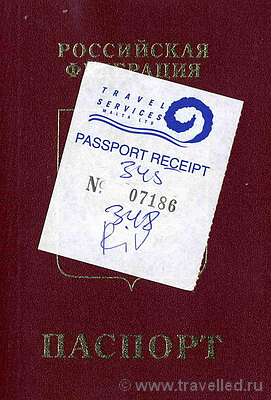 РОССИЙСКАЯ
ФЕДЕРАЦИЯ
TRAVEL
SERVICES
MALTA LTD
PASSPORT RECEIPT
345
№ 07186
348
ПАСПОРТ
@ www.travelled.ru